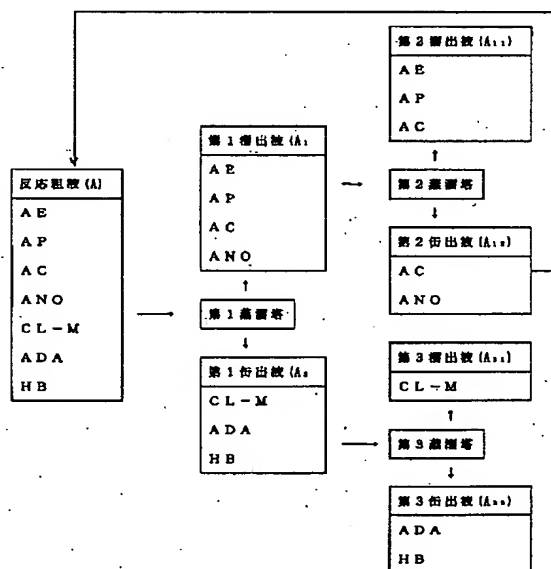 反応粗液(A)
AE
AP
AC
ANO
CL-M
ADA
HB
第1留出液(A₁
AE
AP
AC
ANO
第1蒸留塔
第1缶出液(A₂
CL-M
ADA
HB
第2留出液(A₁₁)
AE
AP
AC
第2蒸留塔
第2缶出液(A₁₂)
AC
ANO
第3留出液(A₂₁)
CL-M
第3蒸留塔
第3缶出液(A₂₂)
ADA
HB